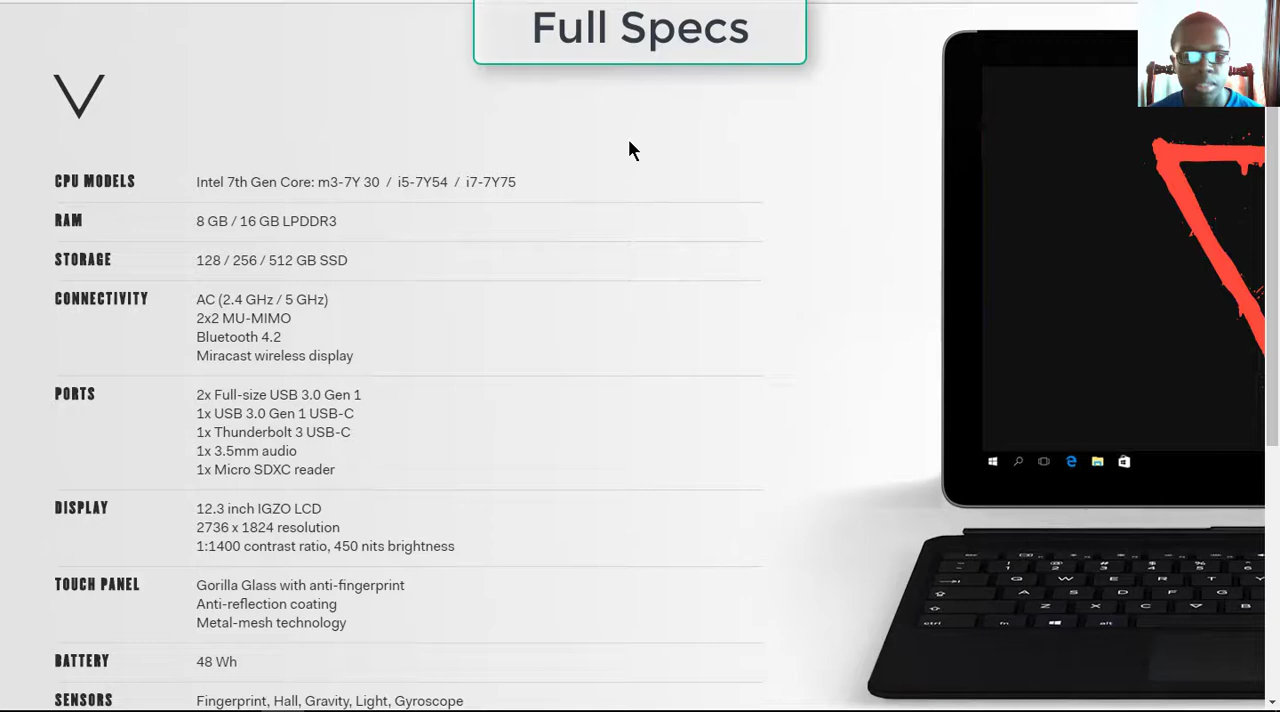 Full Specs
V
CPU MODELS Intel 7th Gen Core: m3-7Y 30 / i5-7Y54 / i7-7Y75
RAM 8 GB / 16 GB LPDDR3
STORAGE 128 / 256 / 512 GB SSD
CONNECTIVITY AC (2.4 GHz / 5 GHz)
2x2 MU-MIMO
Bluetooth 4.2
Miracast wireless display
PORTS 2x Full-size USB 3.0 Gen 1
1x USB 3.0 Gen 1 USB-C
1x Thunderbolt 3 USB-C
1x 3.5mm audio
1x Micro SDXC reader
DISPLAY 12.3 inch IGZO LCD
2736 x 1824 resolution
1:1400 contrast ratio, 450 nits brightness
TOUCH PANEL Gorilla Glass with anti-fingerprint
Anti-reflection coating
Metal-mesh technology
BATTERY 48 Wh
SENSORS Fingerprint, Hall, Gravity, Light, Gyroscope
Q W E R T Y
A S D F G
Z X C B
ctrl fn alt